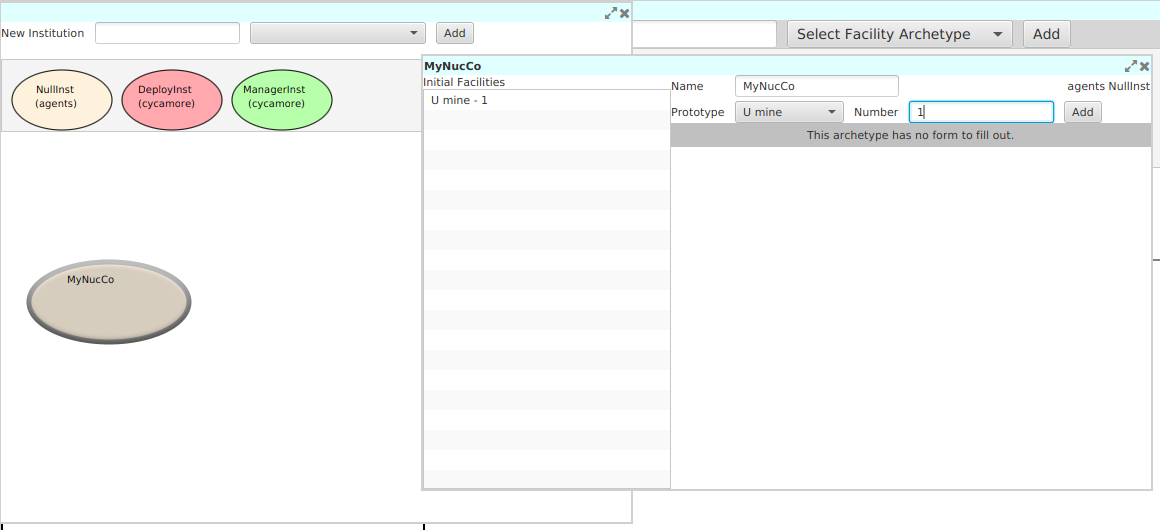 New Institution
Add
Select Facility Archetype
Add
NullInst
(agents)
DeployInst
(cycamore)
ManagerInst
(cycamore)
MyNucCo
MyNucCo
Initial Facilities
U mine - 1
Name
MyNucCo
agents NullInst
Prototype
U mine
Number
1
Add
This archetype has no form to fill out.